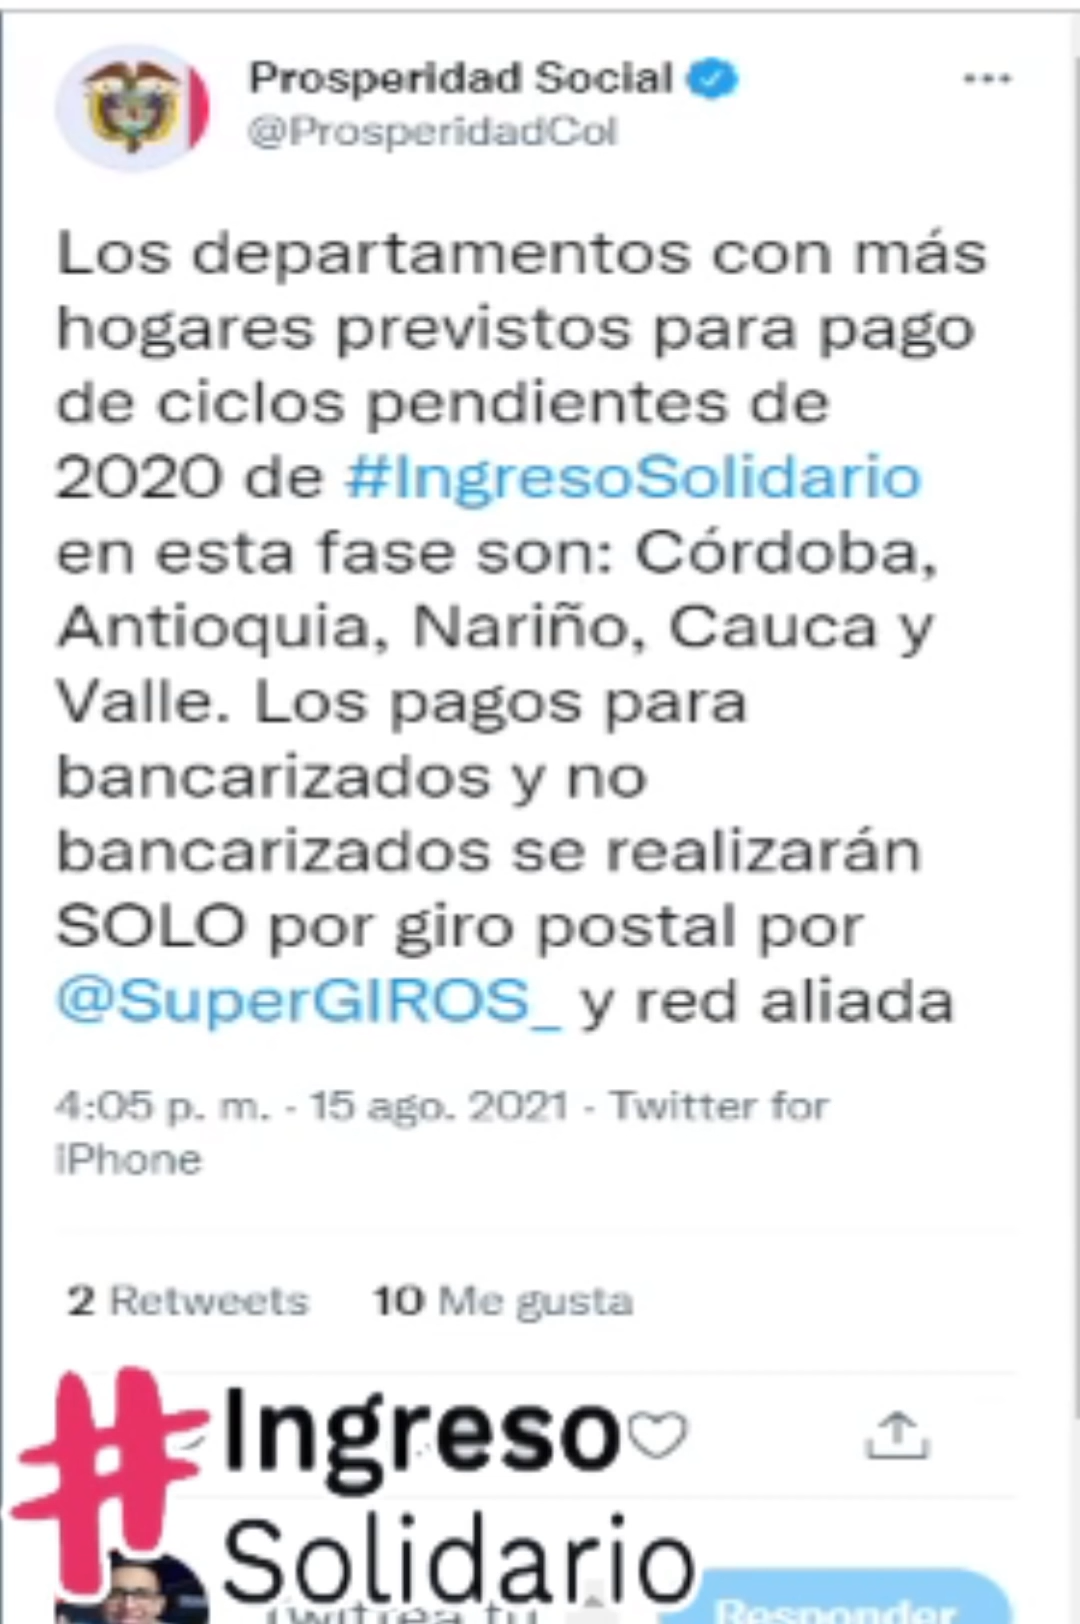 Prosperidad Social
@ProsperidadCol
Los departamentos con más
hogares previstos para pago
de ciclos pendientes de
2020 de #IngresoSolidario
en esta fase son: Córdoba,
Antioquia, Nariño, Cauca y
Valle. Los pagos para
bancarizados y no
bancarizados se realizarán
SOLO por giro postal por
@SuperGIROS_ y red aliada
4:05 p. m. · 15 ago. 2021 · Twitter for
iPhone
2 Retweets 10 Me gusta
#Ingreso
Solidario
Twittea tu
Responder